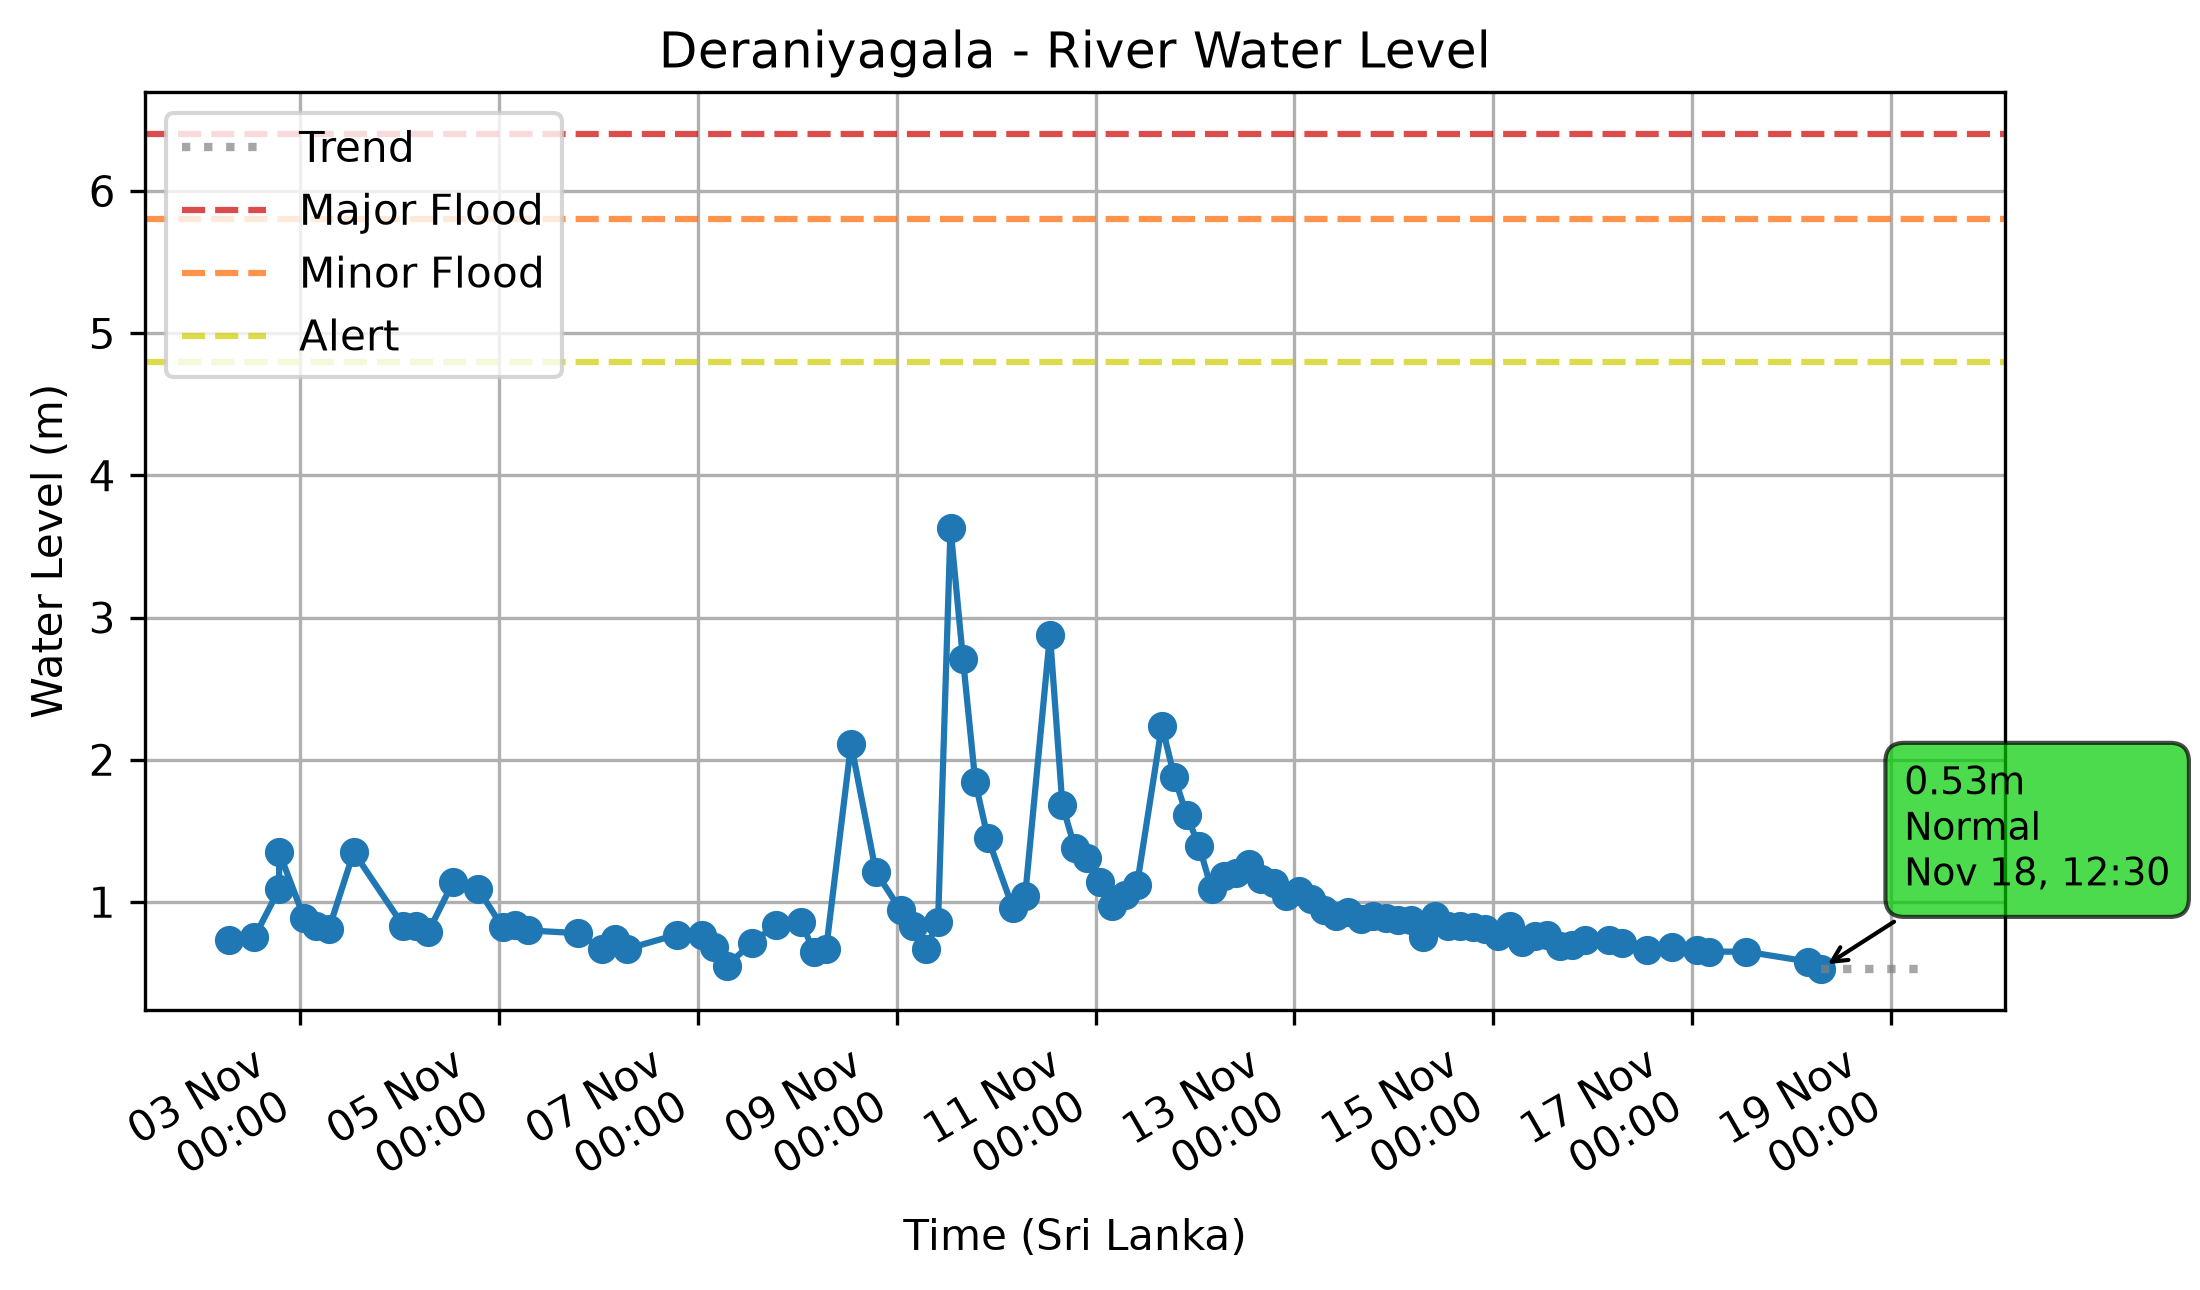 Deraniyagala - River Water Level
Trend
Major Flood
Minor Flood
Alert
6
5
4
3
2
1
Water Level (m)
0.53m
Normal
Nov 18, 12:30
03 Nov
00:00
05 Nov
00:00
07 Nov
00:00
09 Nov
00:00
11 Nov
00:00
13 Nov
00:00
15 Nov
00:00
17 Nov
00:00
19 Nov
00:00
Time (Sri Lanka)